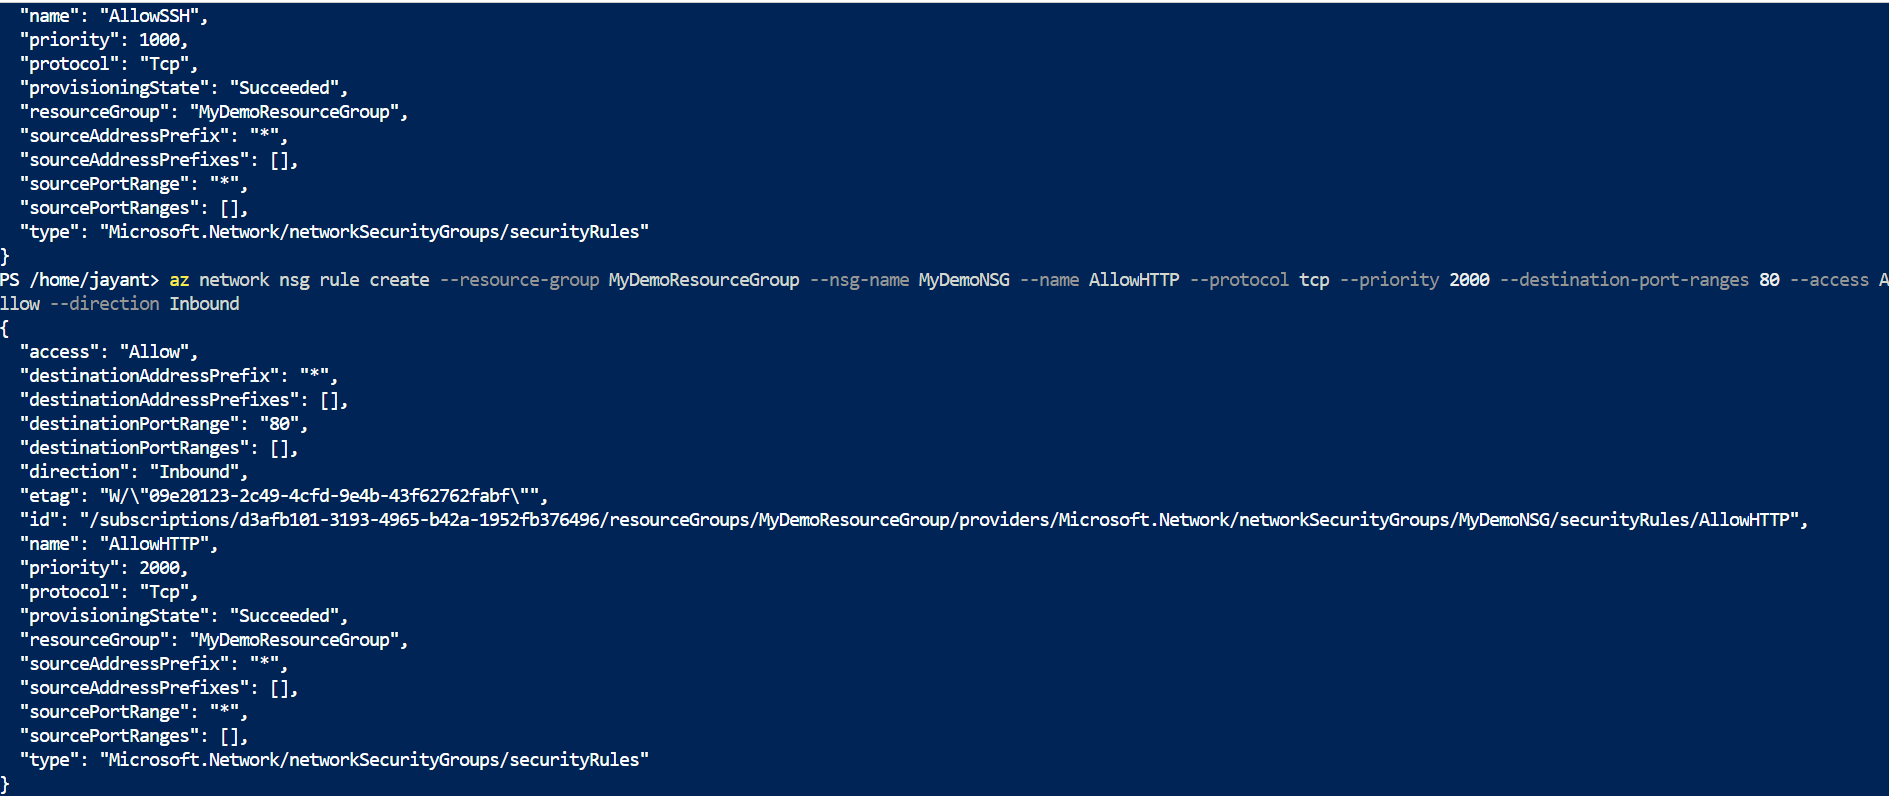 "name": "AllowSSH",
  "priority": 1000,
  "protocol": "Tcp",
  "provisioningState": "Succeeded",
  "resourceGroup": "MyDemoResourceGroup",
  "sourceAddressPrefix": "*",
  "sourceAddressPrefixes": [],
  "sourcePortRange": "*",
  "sourcePortRanges": [],
  "type": "Microsoft.Network/networkSecurityGroups/securityRules"
}
PS /home/jayant> az network nsg rule create --resource-group MyDemoResourceGroup --nsg-name MyDemoNSG --name AllowHTTP --protocol tcp --priority 2000 --destination-port-ranges 80 --access A
llow --direction Inbound
{
  "access": "Allow",
  "destinationAddressPrefix": "*",
  "destinationAddressPrefixes": [],
  "destinationPortRange": "80",
  "destinationPortRanges": [],
  "direction": "Inbound",
  "etag": "W/\"09e20123-2c49-4cfd-9e4b-43f62762fabf\"",
  "id": "/subscriptions/d3afb101-3193-4965-b42a-1952fb376496/resourceGroups/MyDemoResourceGroup/providers/Microsoft.Network/networkSecurityGroups/MyDemoNSG/securityRules/AllowHTTP",
  "name": "AllowHTTP",
  "priority": 2000,
  "protocol": "Tcp",
  "provisioningState": "Succeeded",
  "resourceGroup": "MyDemoResourceGroup",
  "sourceAddressPrefix": "*",
  "sourceAddressPrefixes": [],
  "sourcePortRange": "*",
  "sourcePortRanges": [],
  "type": "Microsoft.Network/networkSecurityGroups/securityRules"
}